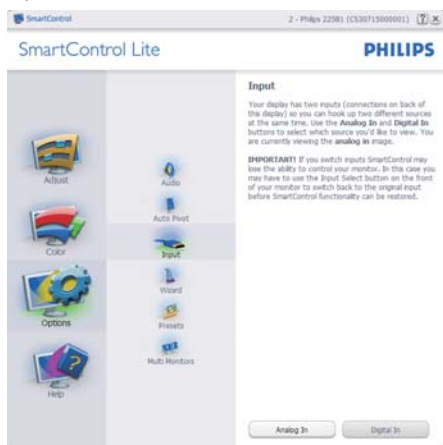 SmartControl
2 - Philips 225B1 (CS30715000001)
SmartControl Lite
PHILIPS
Adjust
Color
Options
Help
Audio
Auto Pivot
Input
Wizard
Presets
Multi Monitors
Input
Your display has two inputs (connections on back of
this display) so you can hook up two different sources
at the same time. Use the Analog In and Digital In
buttons to select which source you'd like to view. You
are currently viewing the analog in image.
IMPORTANT! If you switch inputs SmartControl may
lose the ability to control your monitor. In this case you
may have to use the Input Select button on the front
of your monitor to switch back to the original input
before SmartControl functionality can be restored.
Analog In
Digital In